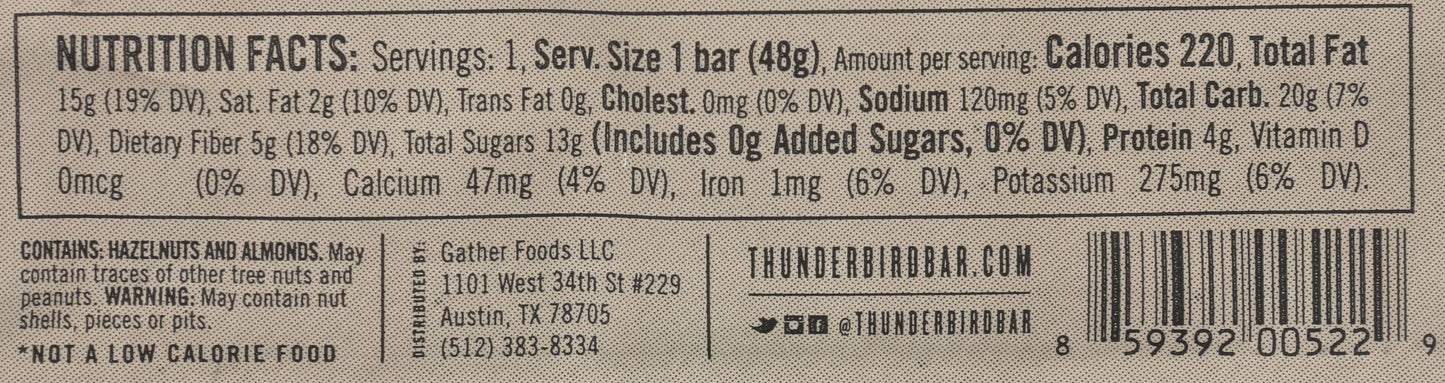 NUTRITION FACTS: Servings: 1, Serv. Size 1 bar (48g), Amount per serving: Calories 220, Total Fat
15g (19% DV), Sat. Fat 2g (10% DV), Trans Fat 0g, Cholest. 0mg (0% DV), Sodium 120mg (5% DV), Total Carb. 20g (7%
DV), Dietary Fiber 5g (18% DV), Total Sugars 13g (Includes 0g Added Sugars, 0% DV), Protein 4g, Vitamin D
0mcg (0% DV), Calcium 47mg (4% DV), Iron 1mg (6% DV), Potassium 275mg (6% DV).
CONTAINS: HAZELNUTS AND ALMONDS. May
contain traces of other tree nuts and
peanuts. WARNING: May contain nut
shells, pieces or pits.
*NOT A LOW CALORIE FOOD
DISTRIBUTED BY:
Gather Foods LLC
1101 West 34th St #229
Austin, TX 78705
(512) 383-8334
THUNDERBIRDBAR.COM
@THUNDERBIRDBAR
8 59392 00522 9